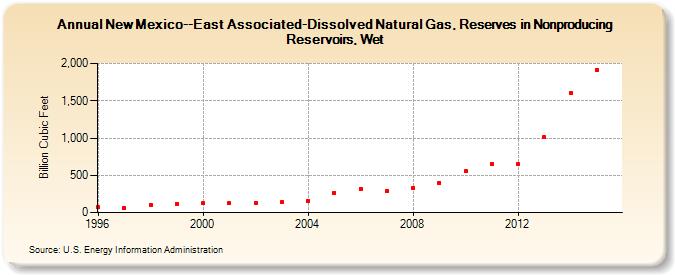 Annual New Mexico--East Associated-Dissolved Natural Gas, Reserves in Nonproducing
Reservoirs, Wet
Billion Cubic Feet
2,000
1,500
1,000
500
0
1996
2000
2004
2008
2012
Source: U.S. Energy Information Administration